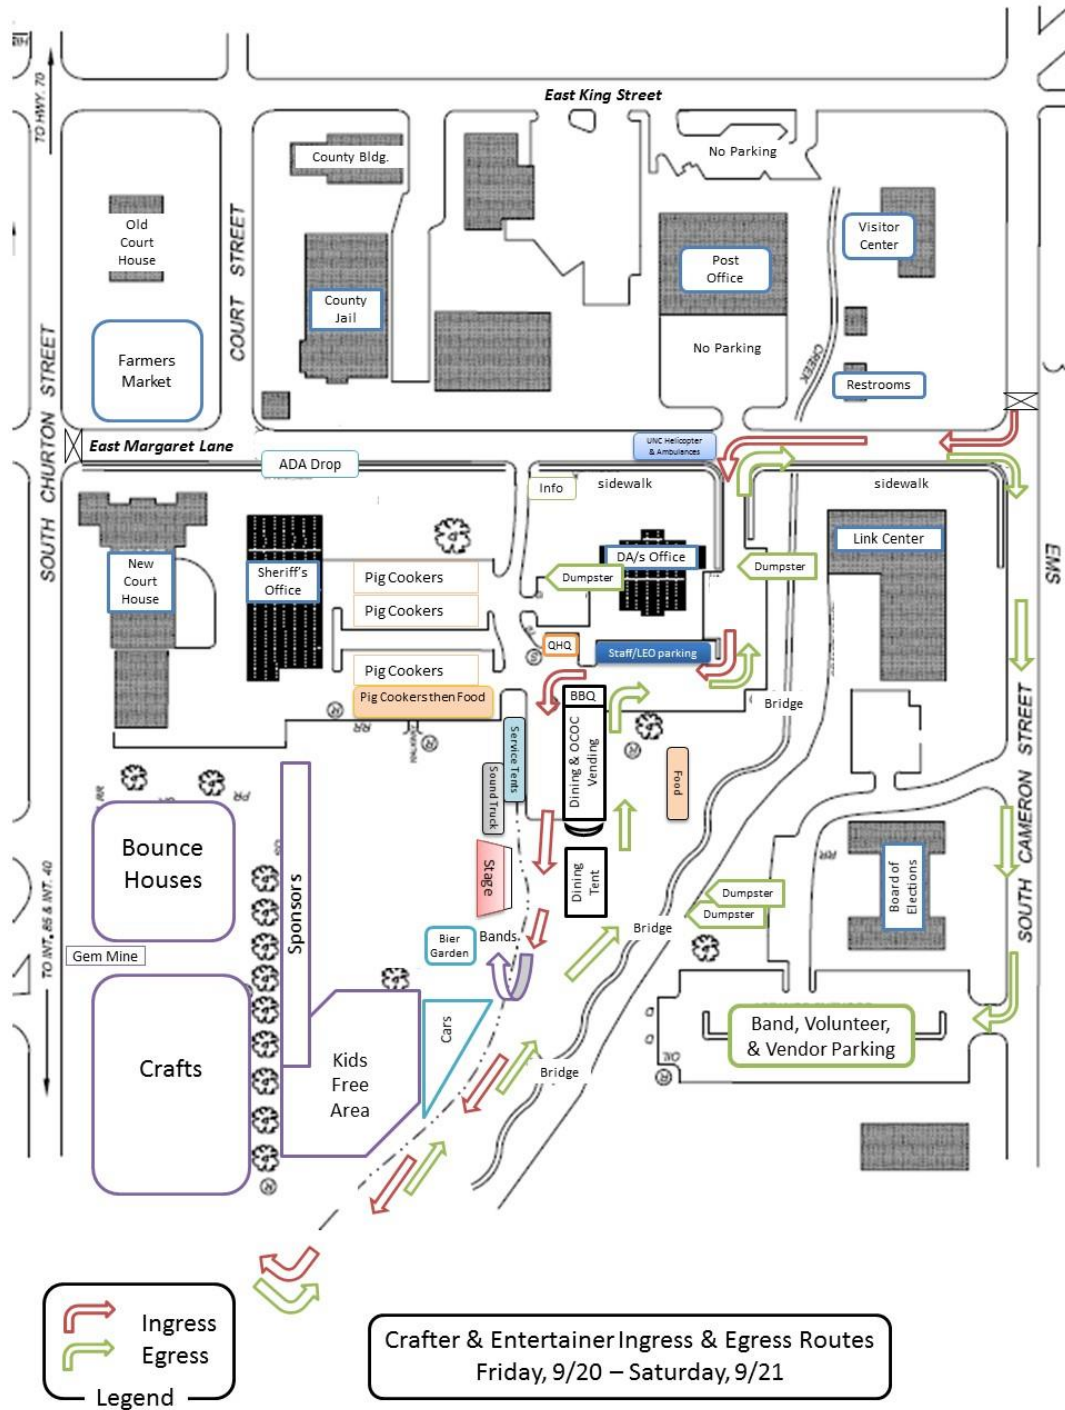 East King Street
TO HWY. 70
No Parking
County Bldg.
Old
Court
House
Visitor
Center
COURT STREET
Post
Office
County
Jail
No Parking
Farmers
Market
CREEK
Restrooms
SOUTH CHURTON STREET
East Margaret Lane
UNC Helicopter
& Ambulances
ADA Drop
Info
sidewalk
sidewalk
Link Center
DA/s Office
EMS
New
Court
House
Sheriff's
Office
Pig Cookers
Dumpster
Dumpster
Pig Cookers
QHQ
Staff/LEO parking
Pig Cookers
BBQ
Pig Cookers then Food
Bridge
Service Tents
Dining & OCOC
Vending
Sound Truck
Food
SOUTH CAMERON STREET
Bounce
Houses
Stage
Dining
Tent
Board of
Elections
Sponsors
Dumpster
Dumpster
Bier
Garden
Bands
Bridge
TO INT. 85 & INT. 40
Gem Mine
Cars
Band, Volunteer,
& Vendor Parking
Crafts
Kids
Free
Area
Bridge
Ingress
Egress
Legend
Crafter & Entertainer Ingress & Egress Routes
Friday, 9/20 – Saturday, 9/21